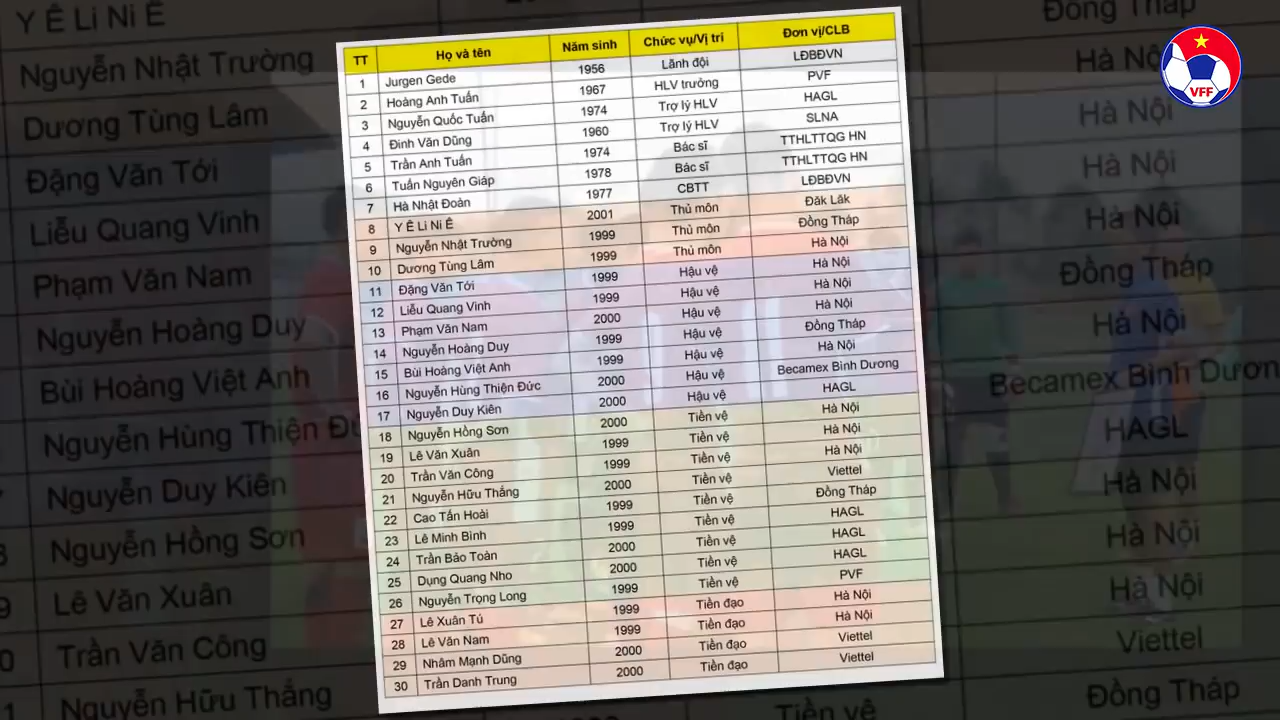 TT Họ và tên Năm sinh Chức vụ/Vị trí Đơn vị/CLB
1 Jurgen Gede 1956 Lãnh đội LĐBĐVN
2 Hoàng Anh Tuấn 1967 HLV trưởng PVF
3 Nguyễn Quốc Tuấn 1974 Trợ lý HLV HAGL
4 Đinh Văn Dũng 1960 Trợ lý HLV SLNA
5 Trần Anh Tuấn 1974 Bác sĩ TTHLTTQG HN
6 Tuấn Nguyên Giáp 1978 Bác sĩ TTHLTTQG HN
7 Hà Nhật Đoàn 1977 CBTT LĐBĐVN
8 Y Ê Li Ni Ê 2001 Thủ môn Đăk Lăk
9 Nguyễn Nhật Trường 1999 Thủ môn Đồng Tháp
10 Dương Tùng Lâm 1999 Thủ môn Hà Nội
11 Đặng Văn Tới 1999 Hậu vệ Hà Nội
12 Liễu Quang Vinh 1999 Hậu vệ Hà Nội
13 Phạm Văn Nam 2000 Hậu vệ Hà Nội
14 Nguyễn Hoàng Duy 1999 Hậu vệ Đồng Tháp
15 Bùi Hoàng Việt Anh 1999 Hậu vệ Hà Nội
16 Nguyễn Hùng Thiện Đức 2000 Hậu vệ Becamex Bình Dương
17 Nguyễn Duy Kiên 2000 Hậu vệ HAGL
18 Nguyễn Hồng Sơn 2000 Tiền vệ Hà Nội
19 Lê Văn Xuân 1999 Tiền vệ Hà Nội
20 Trần Văn Công 1999 Tiền vệ Hà Nội
21 Nguyễn Hữu Thắng 2000 Tiền vệ Viettel
22 Cao Tấn Hoài 1999 Tiền vệ Đồng Tháp
23 Lê Minh Bình 1999 Tiền vệ HAGL
24 Trần Bảo Toàn 2000 Tiền vệ HAGL
25 Dụng Quang Nho 2000 Tiền vệ HAGL
26 Nguyễn Trọng Long 1999 Tiền vệ PVF
27 Lê Xuân Tú 1999 Tiền đạo Hà Nội
28 Lê Văn Nam 1999 Tiền đạo Hà Nội
29 Nhâm Mạnh Dũng 2000 Tiền đạo Viettel
30 Trần Danh Trung 2000 Tiền đạo Viettel
VFF
Y Ê Li Ni Ê Đồng Tháp
Nguyễn Nhật Trường
Dương Tùng Lâm Hà Nội
Đặng Văn Tới Hà Nội
Liễu Quang Vinh Hà Nội
Phạm Văn Nam Đồng Tháp
Nguyễn Hoàng Duy Hà Nội
Bùi Hoàng Việt Anh Becamex Bình
Nguyễn Hùng Thiện HAGL
Nguyễn Duy Kiên Hà Nội
Nguyễn Hồng Sơn Hà Nội
Lê Văn Xuân Hà Nội
Trần Văn Công Viettel
Nguyễn Hữu Thắng Tiền vệ Đồng Tháp